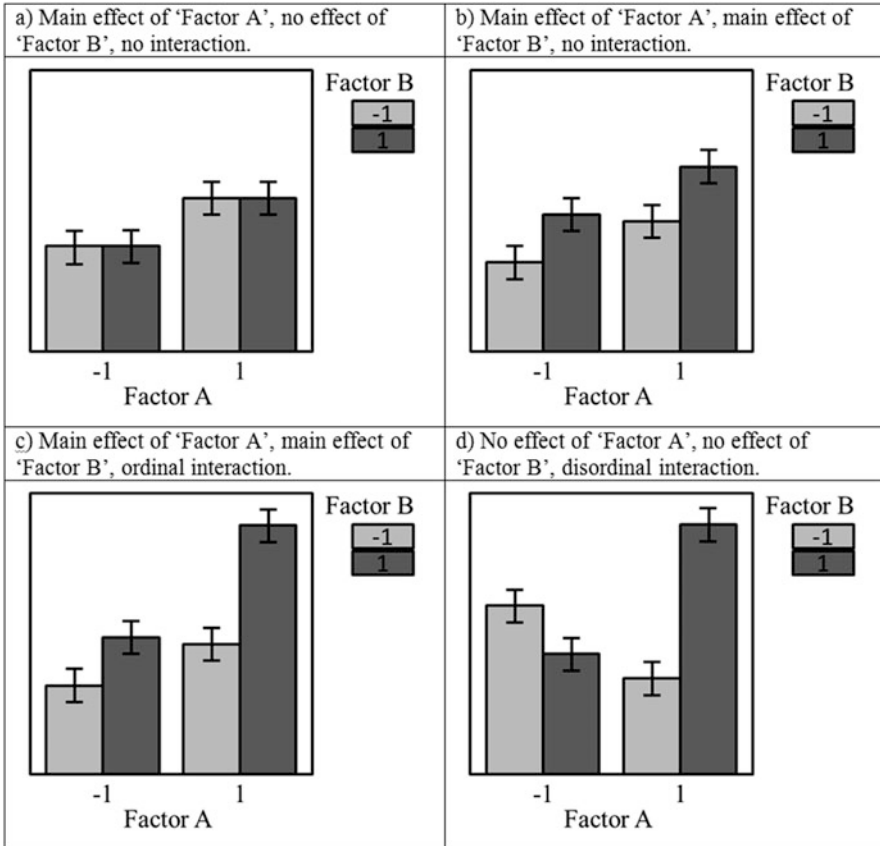 a) Main effect of ‘Factor A’, no effect of
‘Factor B’, no interaction.
Factor B
-1
1
-1 1
Factor A
b) Main effect of ‘Factor A’, main effect of
‘Factor B’, no interaction.
Factor B
-1
1
-1 1
Factor A
c) Main effect of ‘Factor A’, main effect of
‘Factor B’, ordinal interaction.
Factor B
-1
1
-1 1
Factor A
d) No effect of ‘Factor A’, no effect of
‘Factor B’, disordinal interaction.
Factor B
-1
1
-1 1
Factor A